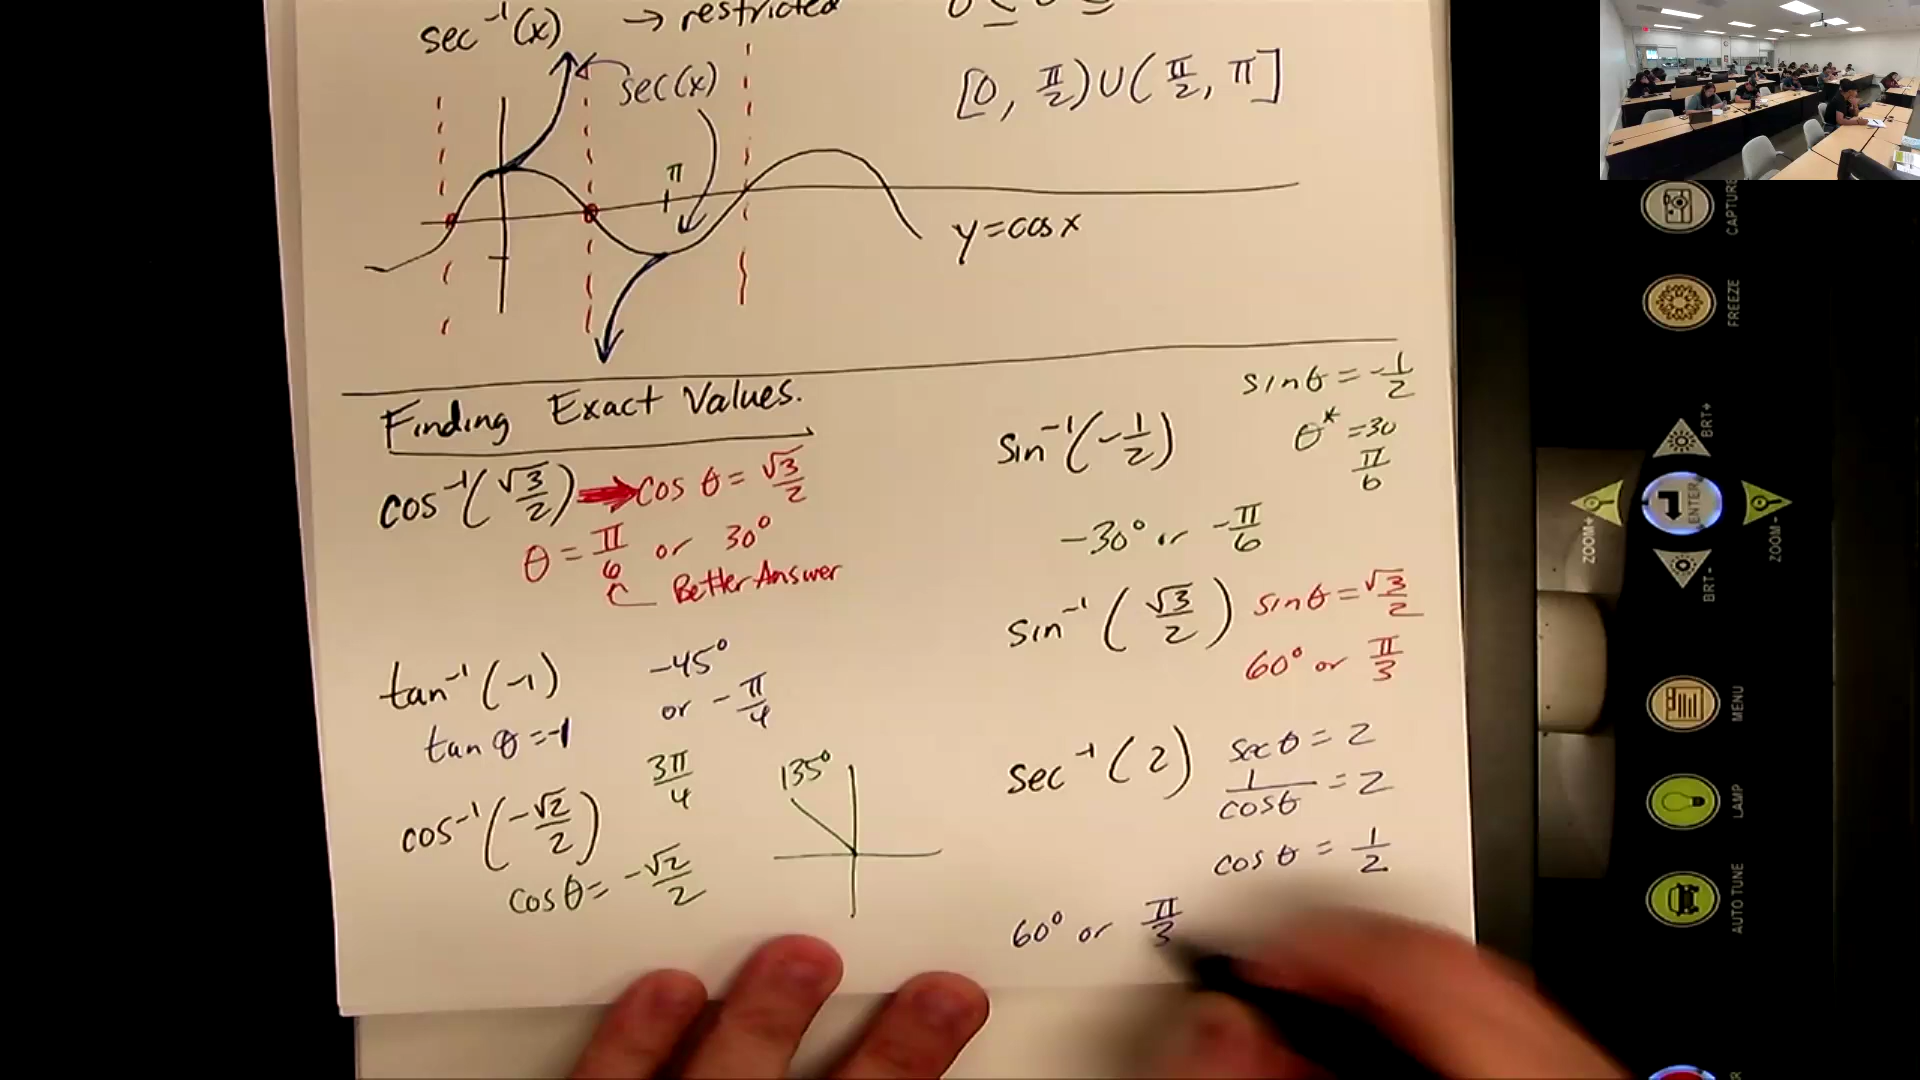 sec⁻¹(x) → restricted
sec(x)
[0, π/2) ∪ (π/2, π]
π
y = cos x
Finding Exact Values.
cos⁻¹(√3/2) → cos θ = √3/2
θ = π/6 or 30°
Better Answer
tan⁻¹(-1)
-45°
or -π/4
tan θ = -1
3π/4
135°
cos⁻¹(-√2/2)
cos θ = -√2/2
sin θ = -1/2
sin⁻¹(-1/2)
θ* = 30
π/6
-30° or -π/6
sin⁻¹(√3/2) sin θ = √3/2
60° or π/3
sec⁻¹(2) sec θ = 2
1/cos θ = 2
cos θ = 1/2
60° or π/3
CAPTURE
FREEZE
BRT+
ENTER
ZOOM+
ZOOM-
BRT-
MENU
LAMP
AUTO TUNE